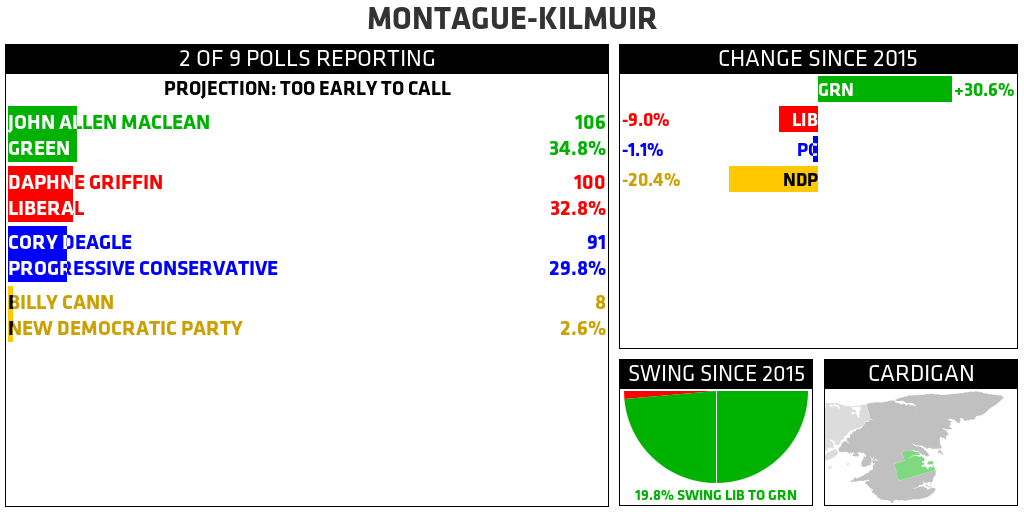 MONTAGUE-KILMUIR
2 OF 9 POLLS REPORTING
PROJECTION: TOO EARLY TO CALL
JOHN ALLEN MACLEAN 106
GREEN 34.8%
DAPHNE GRIFFIN 100
LIBERAL 32.8%
CORY DEAGLE 91
PROGRESSIVE CONSERVATIVE 29.8%
BILLY CANN 8
NEW DEMOCRATIC PARTY 2.6%
CHANGE SINCE 2015
GRN +30.6%
-9.0% LIB
-1.1% PC
-20.4% NDP
SWING SINCE 2015
19.8% SWING LIB TO GRN
CARDIGAN